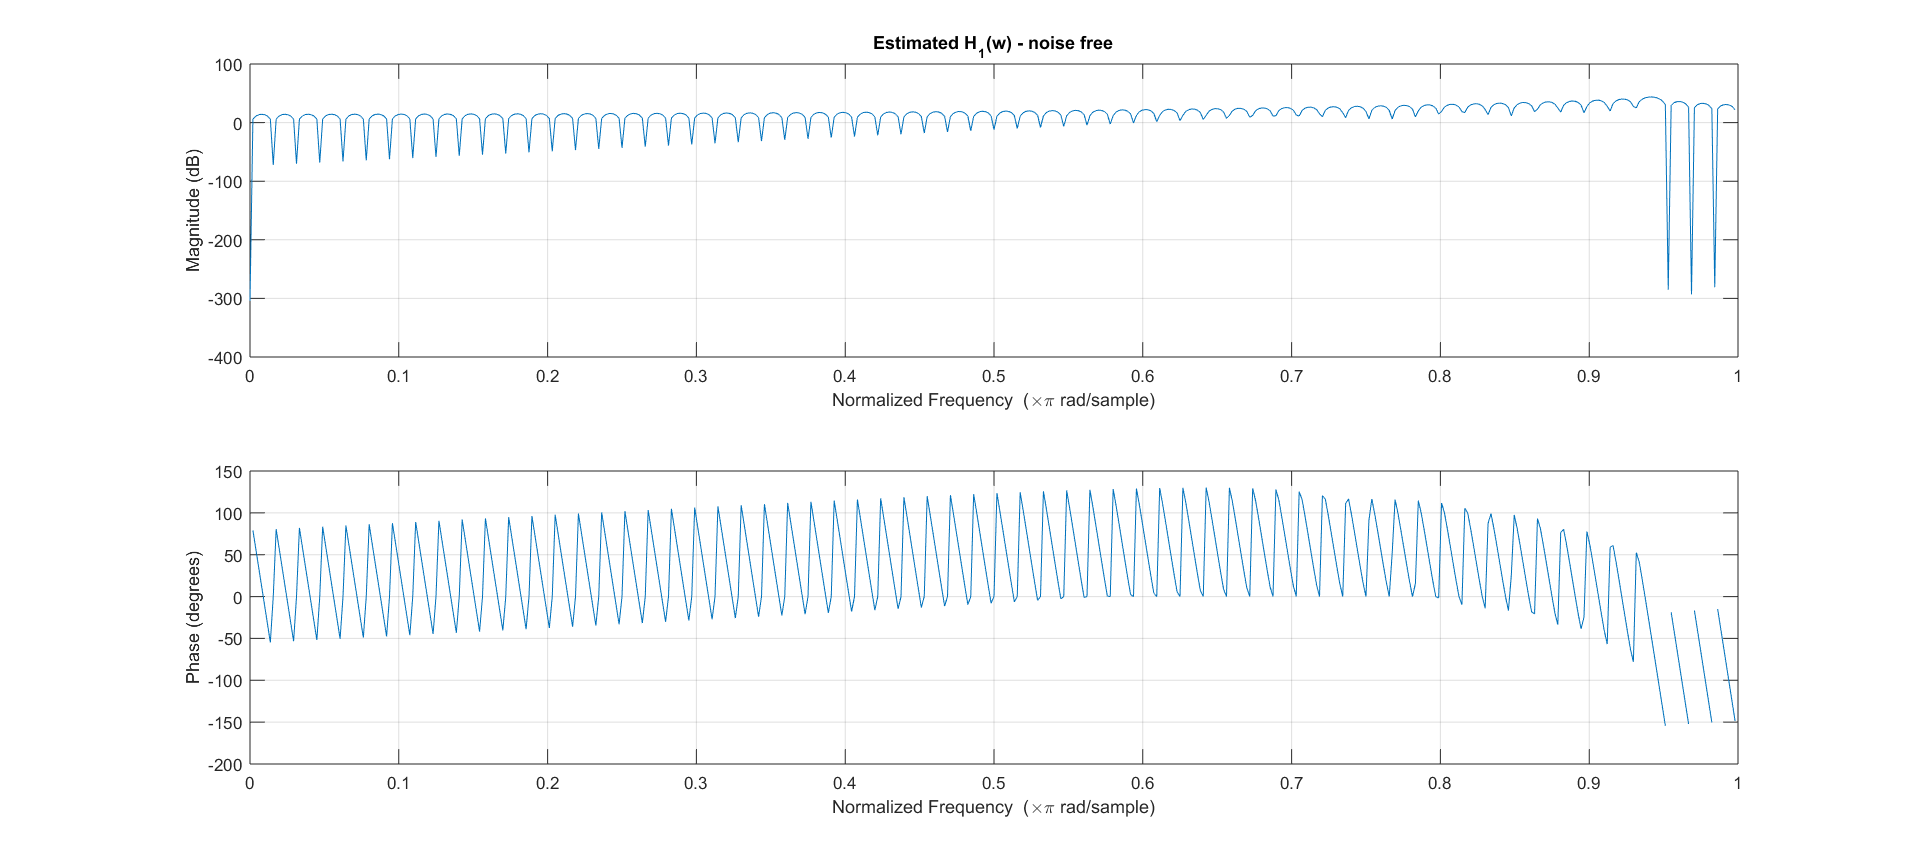 Estimated H1(w) - noise free
Magnitude (dB)
100
0
-100
-200
-300
-400
0 0.1 0.2 0.3 0.4 0.5 0.6 0.7 0.8 0.9 1
Normalized Frequency (×π rad/sample)
Phase (degrees)
150
100
50
0
-50
-100
-150
-200
0 0.1 0.2 0.3 0.4 0.5 0.6 0.7 0.8 0.9 1
Normalized Frequency (×π rad/sample)